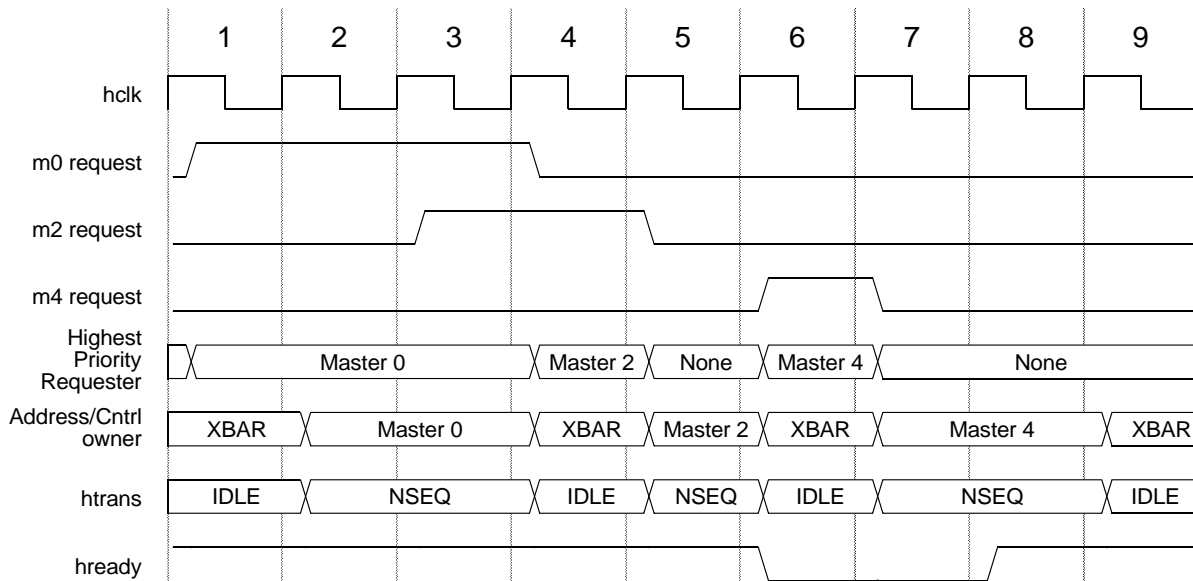 1 2 3 4 5 6 7 8 9
hclk
m0 request
m2 request
m4 request
Highest
Priority
Requester
Master 0 Master 2 None Master 4 None
Address/Cntrl
owner
XBAR Master 0 XBAR Master 2 XBAR Master 4 XBAR
htrans IDLE NSEQ IDLE NSEQ IDLE NSEQ IDLE
hready